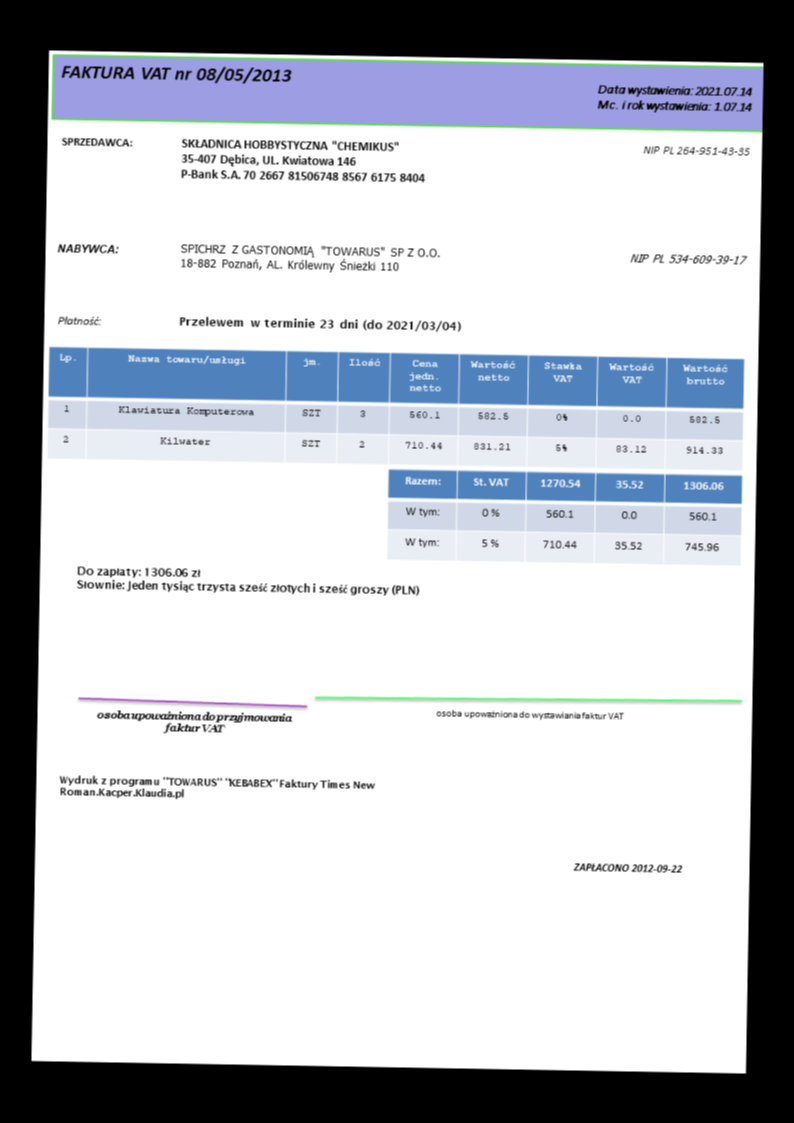 FAKTURA VAT nr 08/05/2013
Data wystawienia: 2021.07.14
Mc. i rok wystawienia: 1.07.14
SPRZEDAWCA:
SKŁADNICA HOBBYSTYCZNA "CHEMIKUS"
35-407 Dębica, UL. Kwiatowa 146
P-Bank S.A. 70 2667 81506748 8567 6175 8404
NIP PL 264-951-43-35
NABYWCA:
SPICHRZ Z GASTONOMIĄ "TOWARUS" SP Z O.O.
18-882 Poznań, AL. Królewny Śnieżki 110
NIP PL 534-609-39-17
Płatność:
Przelewem w terminie 23 dni (do 2021/03/04)
Lp. Nazwa towaru/usługi jm. Ilość Cena jedn. netto Wartość netto Stawka VAT Wartość VAT Wartość brutto
1 Klawiatura Komputerowa SZT 3 560.1 582.5 0% 0.0 582.5
2 Kilwater SZT 2 710.44 831.21 5% 83.12 914.33
Razem: St. VAT 1270.54 35.52 1306.06
W tym: 0 % 560.1 0.0 560.1
W tym: 5 % 710.44 35.52 745.96
Do zapłaty: 1306.06 zł
Słownie: Jeden tysiąc trzysta sześć złotych i sześć groszy (PLN)
osoba upoważniona do przyjmowania
faktur VAT
osoba upoważniona do wystawiania faktur VAT
Wydruk z programu "TOWARUS" "KEBABEX" Faktury Times New
Roman.Kacper.Klaudia.pl
ZAPŁACONO 2012-09-22